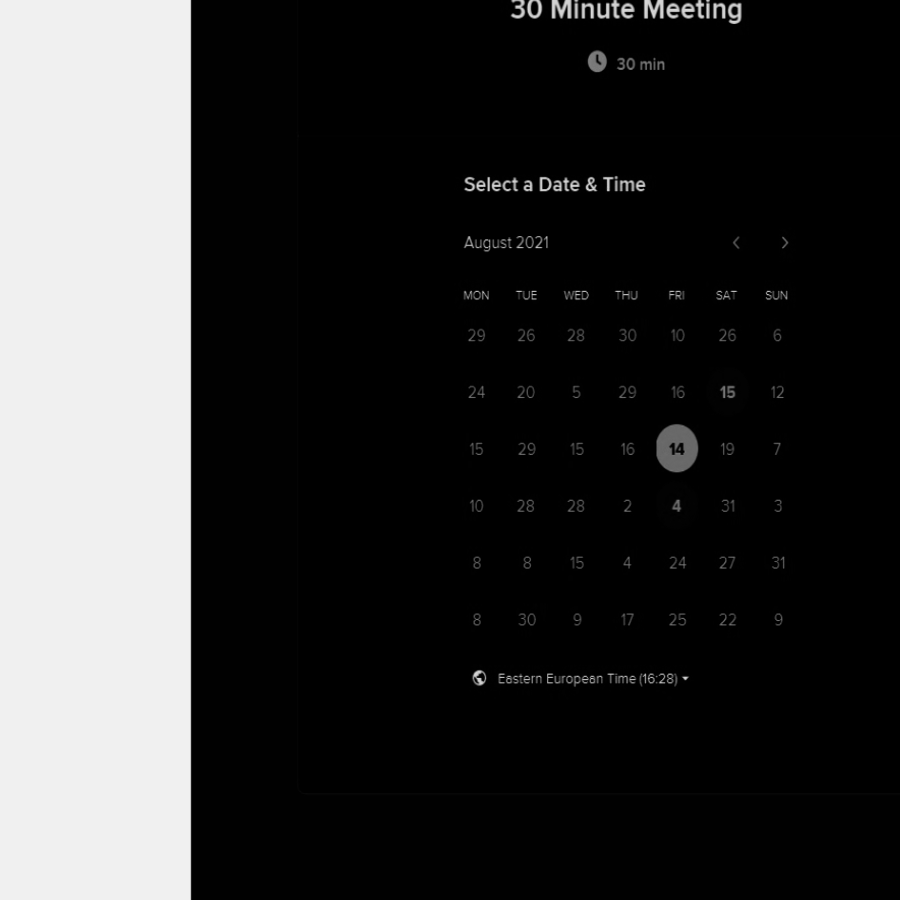 30 Minute Meeting
30 min
Select a Date & Time
August 2021
MON TUE WED THU FRI SAT SUN
29 26 28 30 10 26 6
24 20 5 29 16 15 12
15 29 15 16 14 19 7
10 28 28 2 4 31 3
8 8 15 4 24 27 31
8 30 9 17 25 22 9
Eastern European Time (16:28)